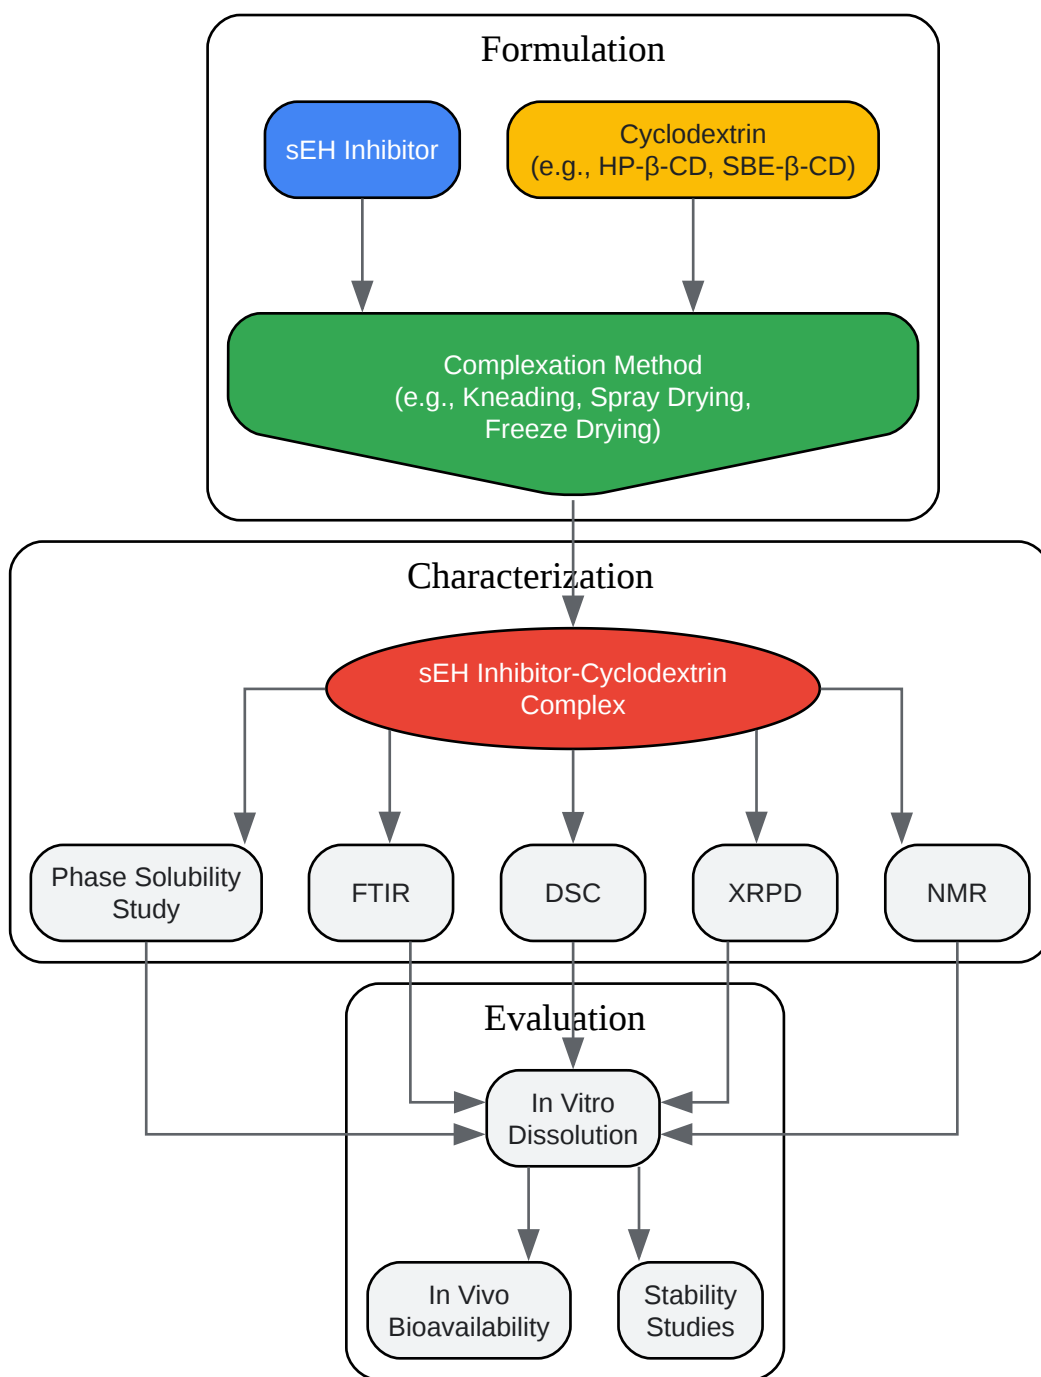 Formulation
sEH Inhibitor
Cyclodextrin
(e.g., HP-β-CD, SBE-β-CD)
Complexation Method
(e.g., Kneading, Spray Drying,
Freeze Drying)
Characterization
sEH Inhibitor-Cyclodextrin
Complex
Phase Solubility
Study
FTIR
DSC
XRPD
NMR
Evaluation
In Vitro
Dissolution
In Vivo
Bioavailability
Stability
Studies